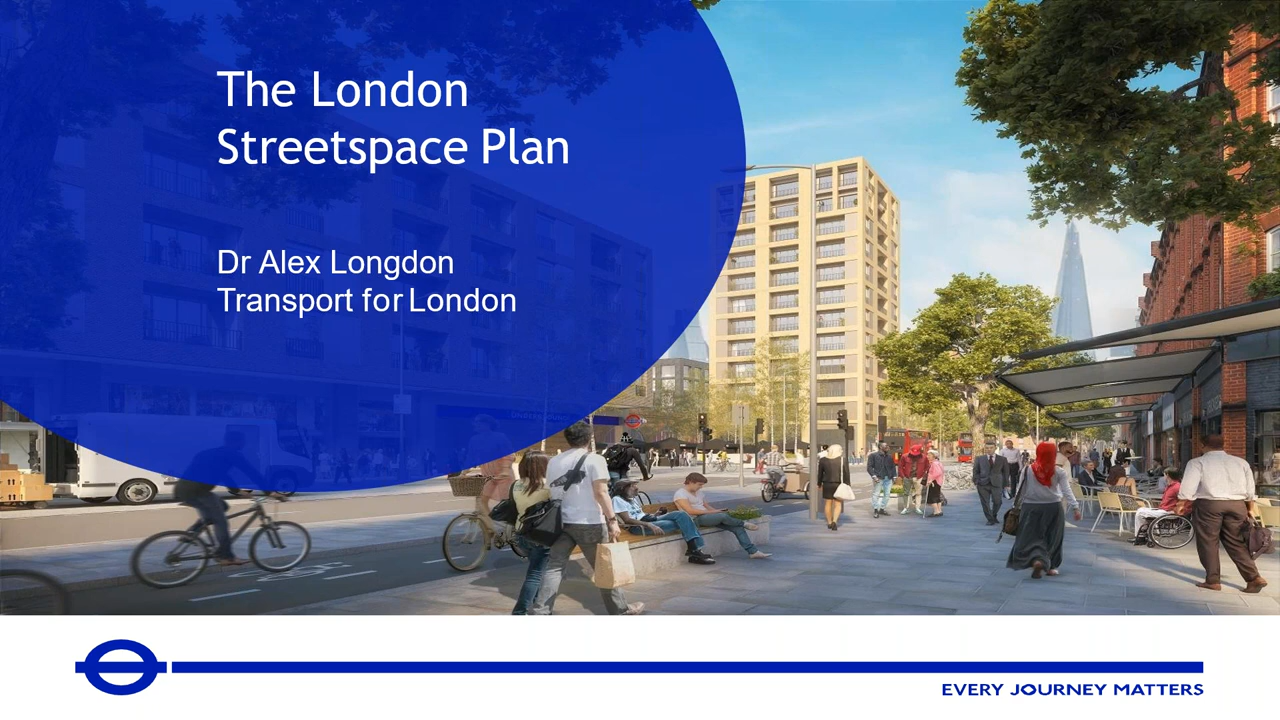 The London
Streetspace Plan
Dr Alex Longdon
Transport for London
EVERY JOURNEY MATTERS